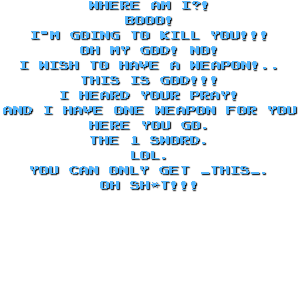 WHERE AM I?!
BOOO!
I"M GOING TO KILL YOU!!!
OH MY GOD! NO!
I WISH TO HAVE A WEAPON!..
THIS IS GOD!!!
I HEARD YOUR PRAY!
AND I HAVE ONE WEAPON FOR YOU
HERE YOU GO.
THE 1 SWORD.
LOL.
YOU CAN ONLY GET _THIS_.
OH SH*T!!!